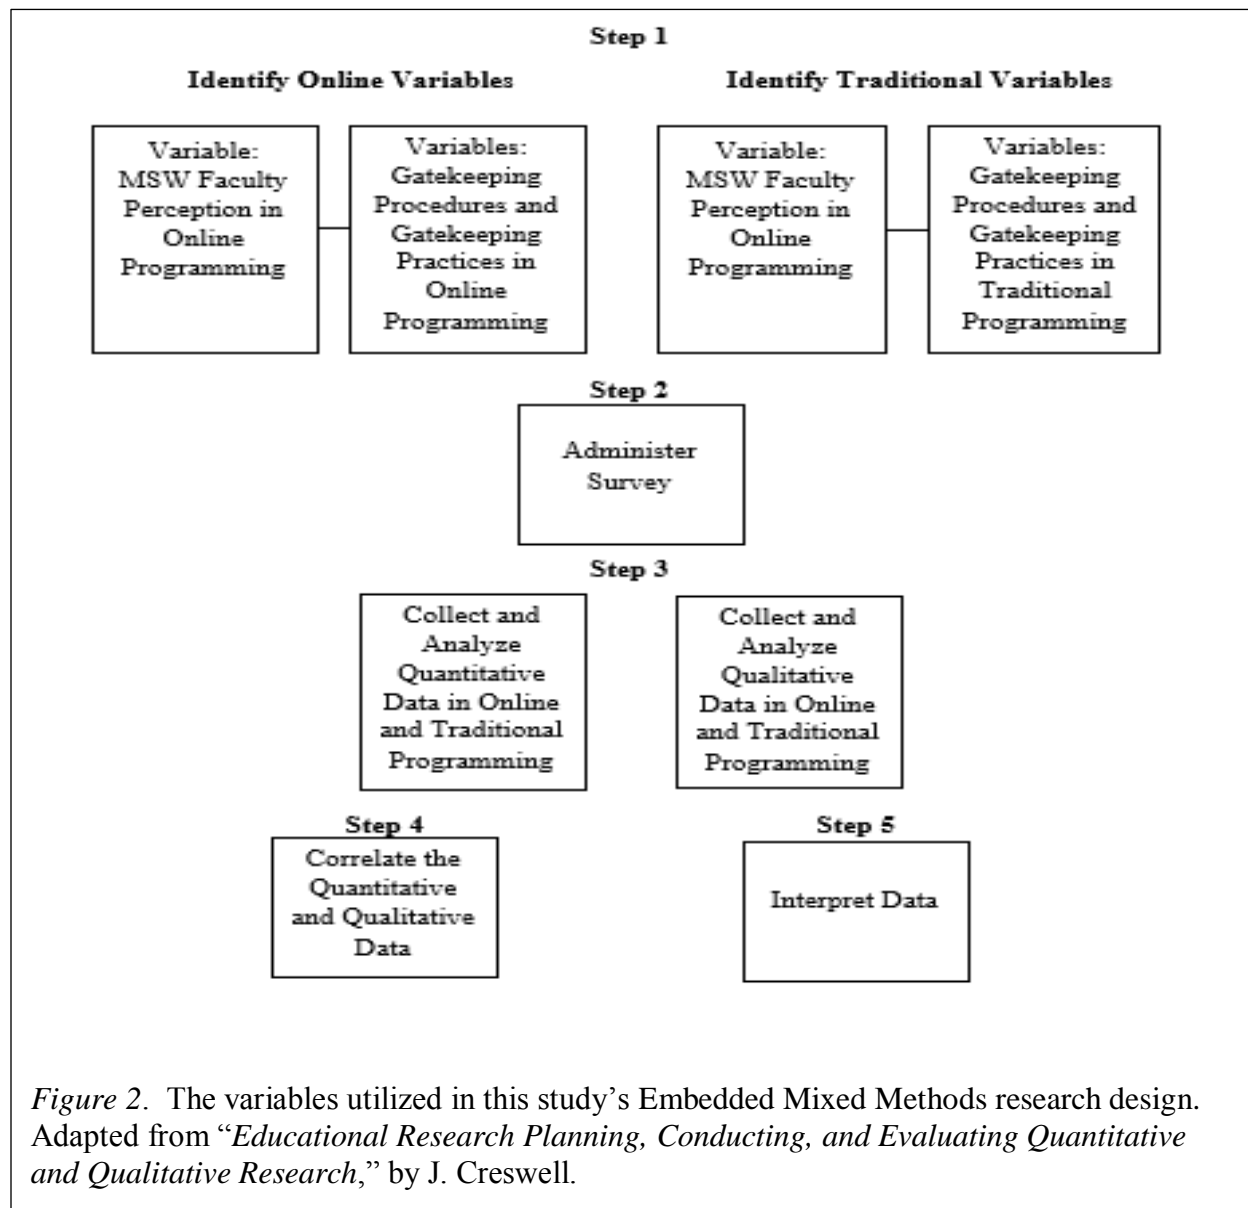 Step 1
Identify Online Variables
Identify Traditional Variables
Variable:
MSW Faculty
Perception in
Online
Programming
Variables:
Gatekeeping
Procedures and
Gatekeeping
Practices in
Online
Programming
Variable:
MSW Faculty
Perception in
Online
Programming
Variables:
Gatekeeping
Procedures and
Gatekeeping
Practices in
Traditional
Programming
Step 2
Administer
Survey
Step 3
Collect and
Analyze
Quantitative
Data in Online
and Traditional
Programming
Collect and
Analyze
Qualitative
Data in Online
and Traditional
Programming
Step 4
Correlate the
Quantitative
and Qualitative
Data
Step 5
Interpret Data
Figure 2.  The variables utilized in this study’s Embedded Mixed Methods research design.
Adapted from “Educational Research Planning, Conducting, and Evaluating Quantitative
and Qualitative Research,” by J. Creswell.